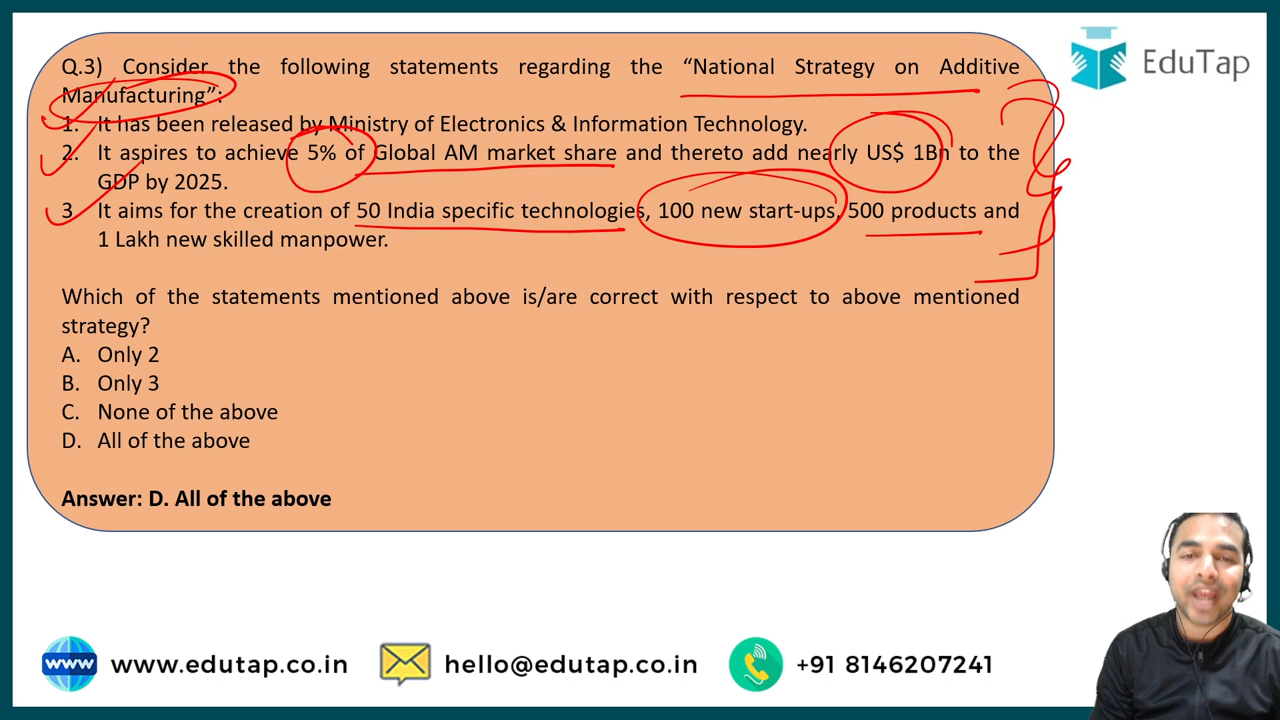 Q.3) Consider the following statements regarding the “National Strategy on Additive
Manufacturing”:
1. It has been released by Ministry of Electronics & Information Technology.
2. It aspires to achieve 5% of Global AM market share and thereto add nearly US$ 1Bn to the
GDP by 2025.
3 It aims for the creation of 50 India specific technologies, 100 new start-ups, 500 products and
1 Lakh new skilled manpower.
Which of the statements mentioned above is/are correct with respect to above mentioned
strategy?
A. Only 2
B. Only 3
C. None of the above
D. All of the above
Answer: D. All of the above
EduTap
www www.edutap.co.in hello@edutap.co.in +91 8146207241